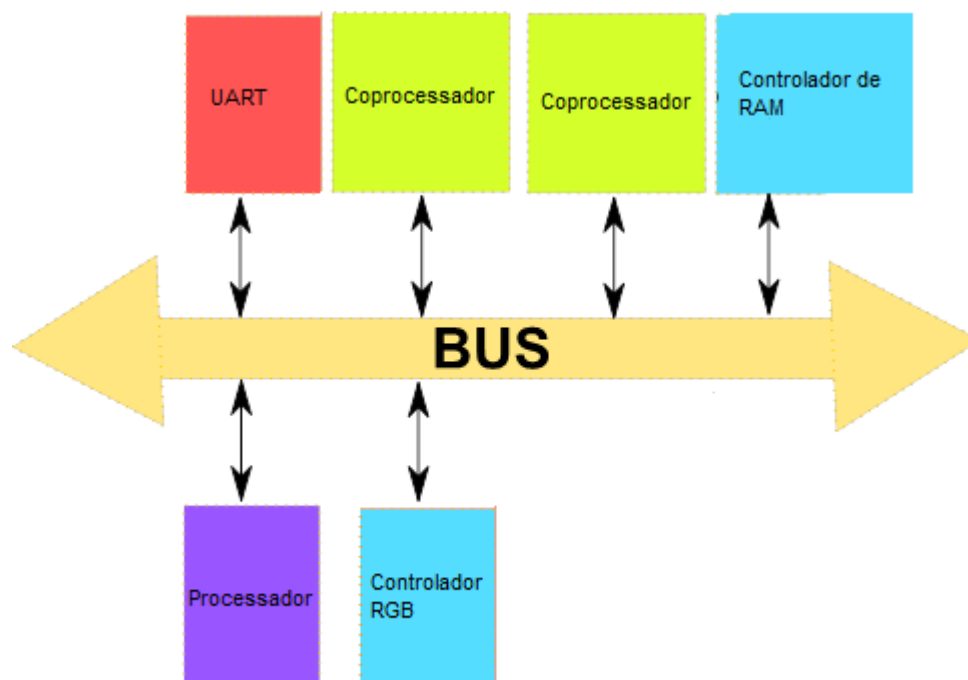 UART
Coprocessador
Coprocessador
Controlador de
RAM
BUS
Processador
Controlador
RGB